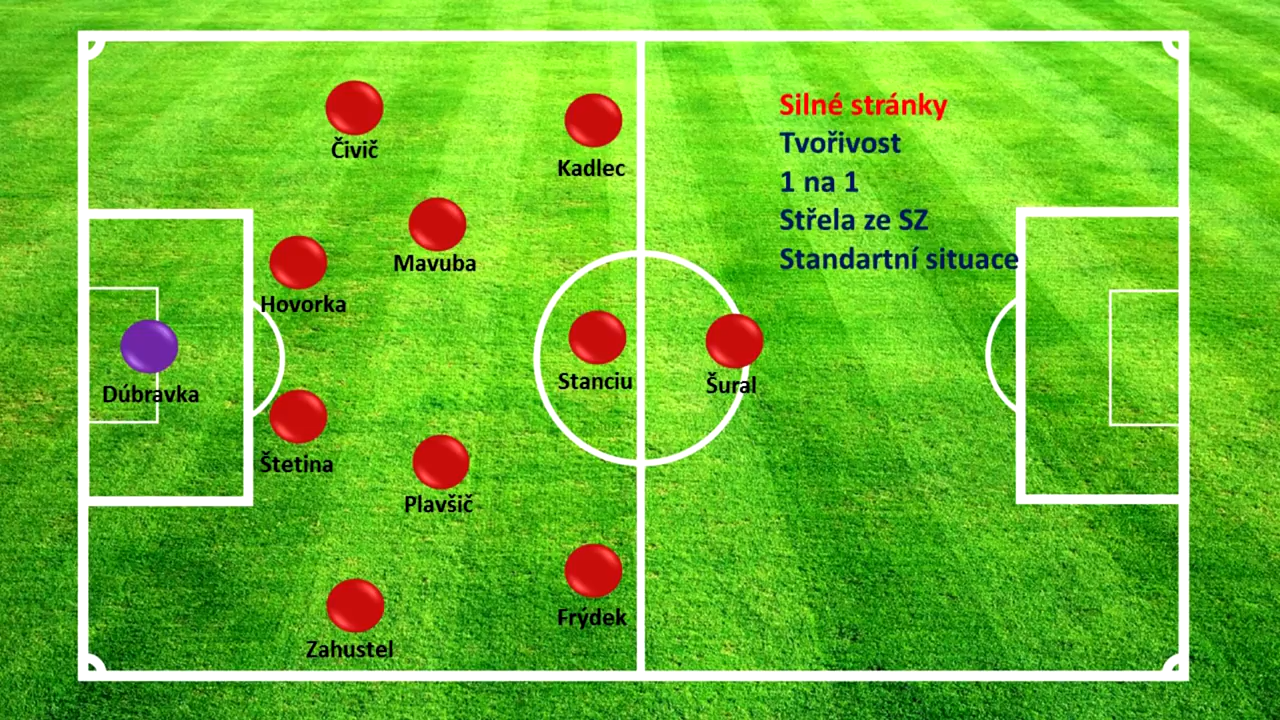 Silné stránky
Tvořivost
1 na 1
Střela ze SZ
Standartní situace
Čivič
Kadlec
Mavuba
Hovorka
Stanciu
Šural
Dúbravka
Štetina
Plavšič
Frýdek
Zahustel